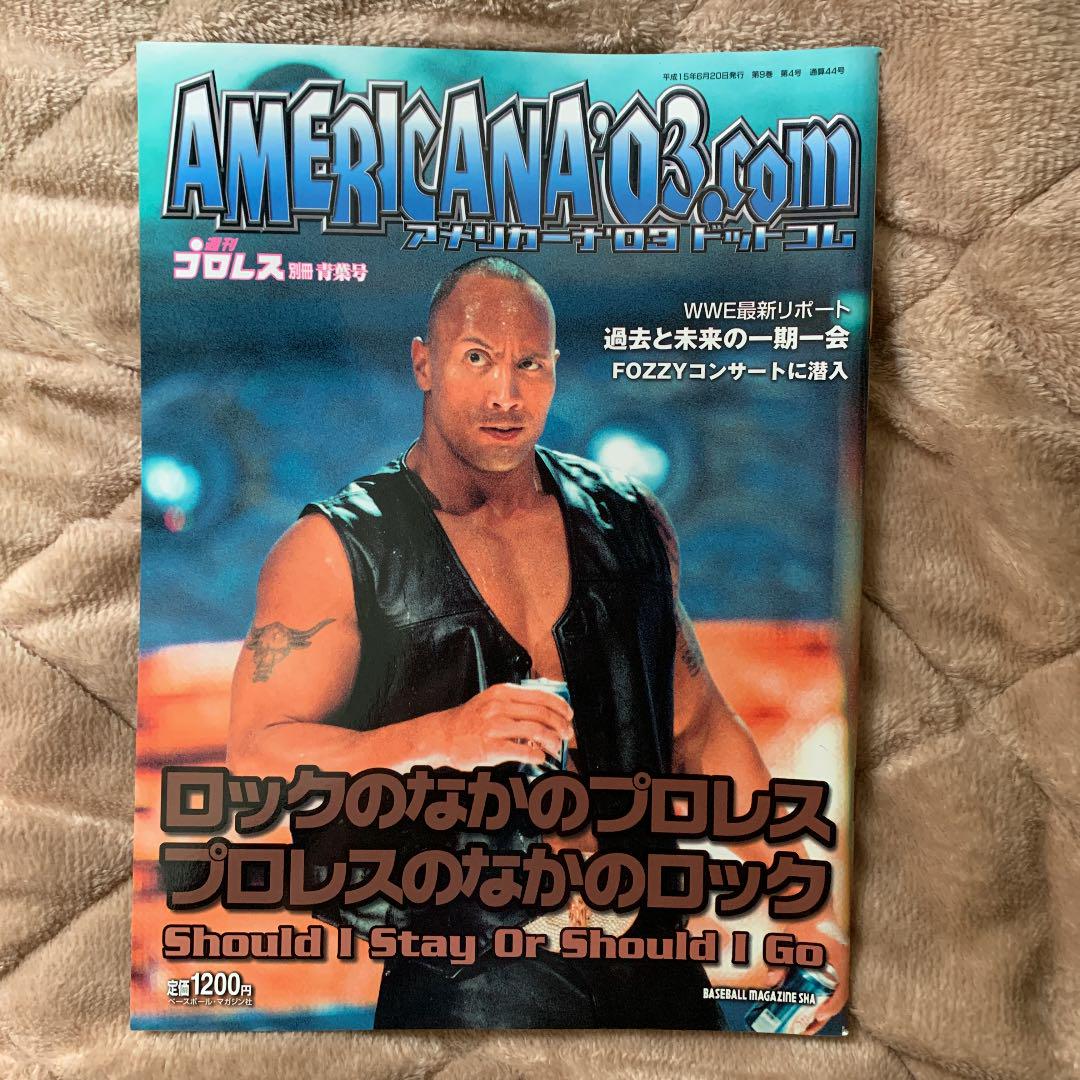 平成15年6月20日発行 第9巻 第4号 通算44号
AMERICANA'03.com
アメリカーナ'03 ドットコム
週刊
プロレス 別冊 青葉号
WWE最新リポート
過去と未来の一期一会
FOZZYコンサートに潜入
ロックのなかのプロレス
プロレスのなかのロック
Should I Stay Or Should I Go
定価1200円
ベースボール・マガジン社
BASEBALL MAGAZINE SHA